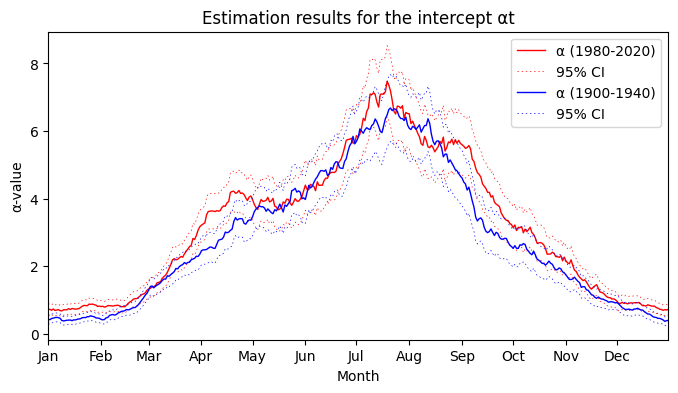 Estimation results for the intercept αt
α (1980-2020)
95% CI
α (1900-1940)
95% CI
α-value
8
6
4
2
0
Jan Feb Mar Apr May Jun Jul Aug Sep Oct Nov Dec
Month